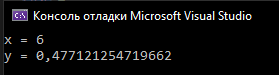 Консоль отладки Microsoft Visual Studio
x = 6
y = 0,477121254719662